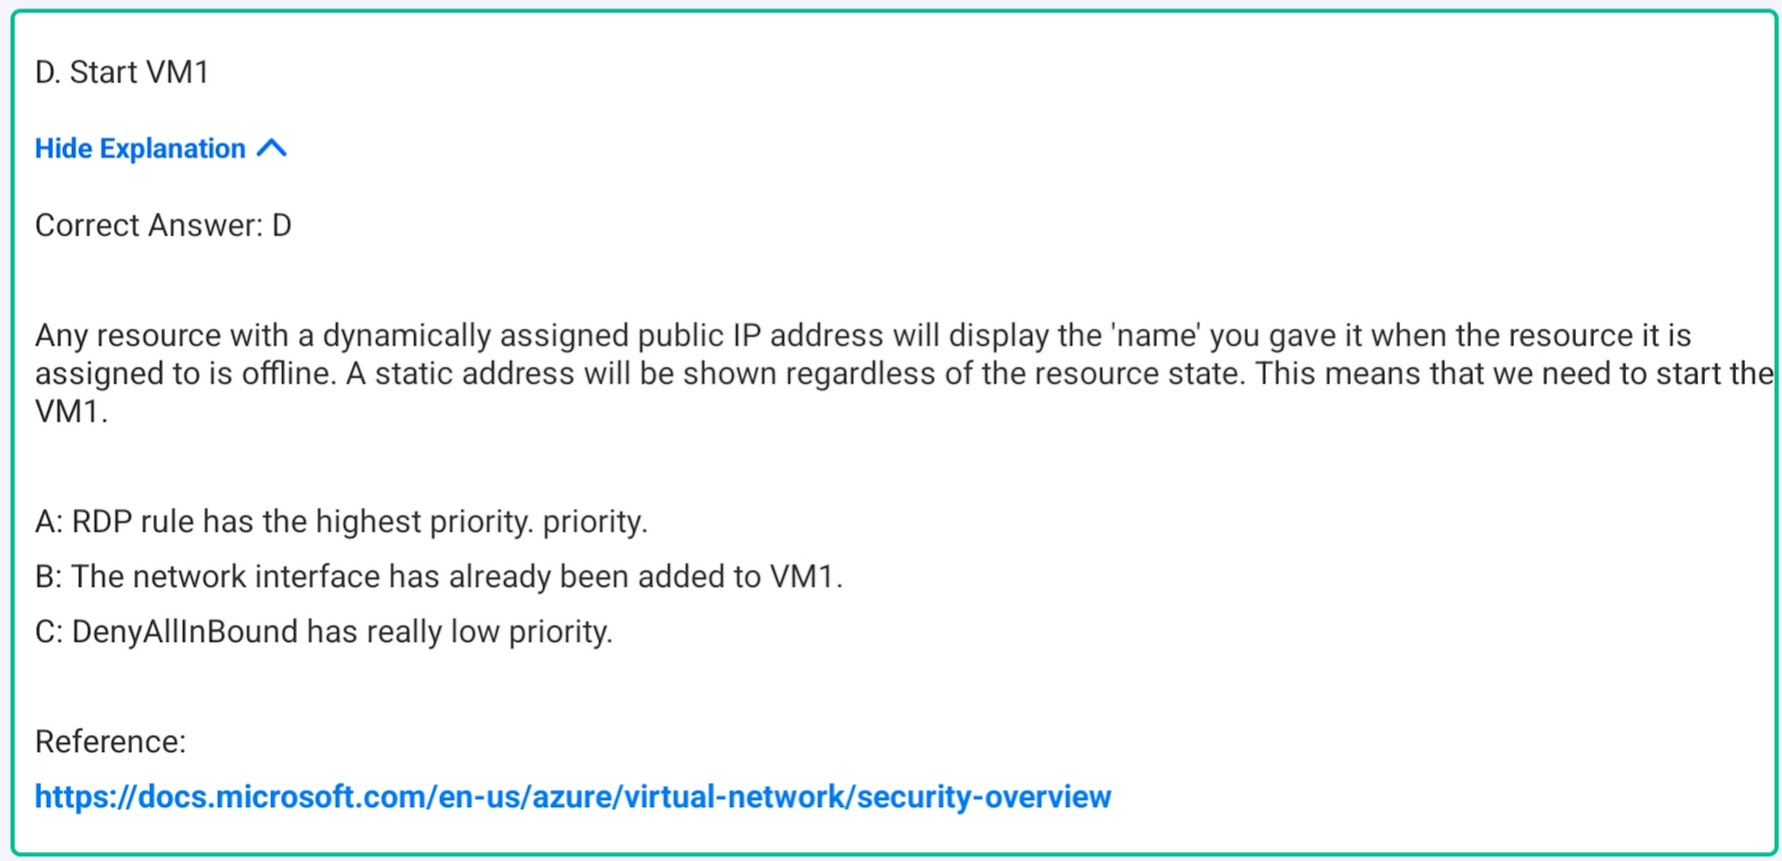 D. Start VM1
Hide Explanation
Correct Answer: D
Any resource with a dynamically assigned public IP address will display the 'name' you gave it when the resource it is
assigned to is offline. A static address will be shown regardless of the resource state. This means that we need to start the
VM1.
A: RDP rule has the highest priority. priority.
B: The network interface has already been added to VM1.
C: DenyAllInBound has really low priority.
Reference:
https://docs.microsoft.com/en-us/azure/virtual-network/security-overview